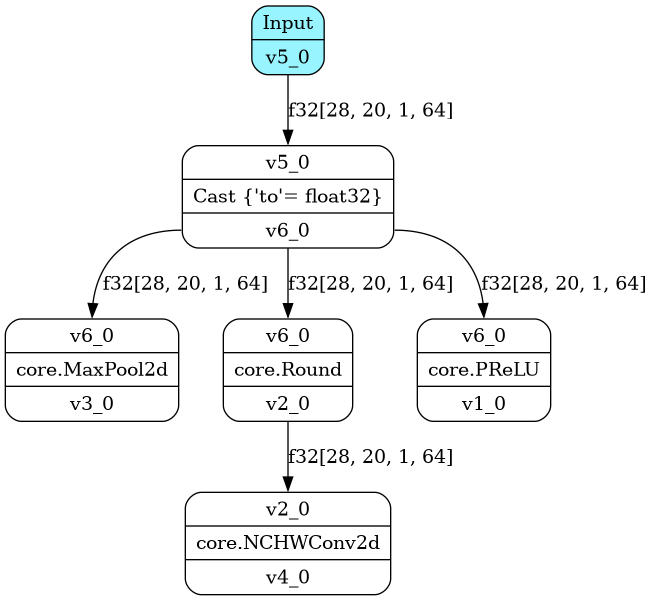 Input
v5_0
f32[28, 20, 1, 64]
v5_0
Cast {'to'= float32}
v6_0
f32[28, 20, 1, 64]
f32[28, 20, 1, 64]
f32[28, 20, 1, 64]
v6_0
core.MaxPool2d
v3_0
v6_0
core.Round
v2_0
v6_0
core.PReLU
v1_0
f32[28, 20, 1, 64]
v2_0
core.NCHWConv2d
v4_0